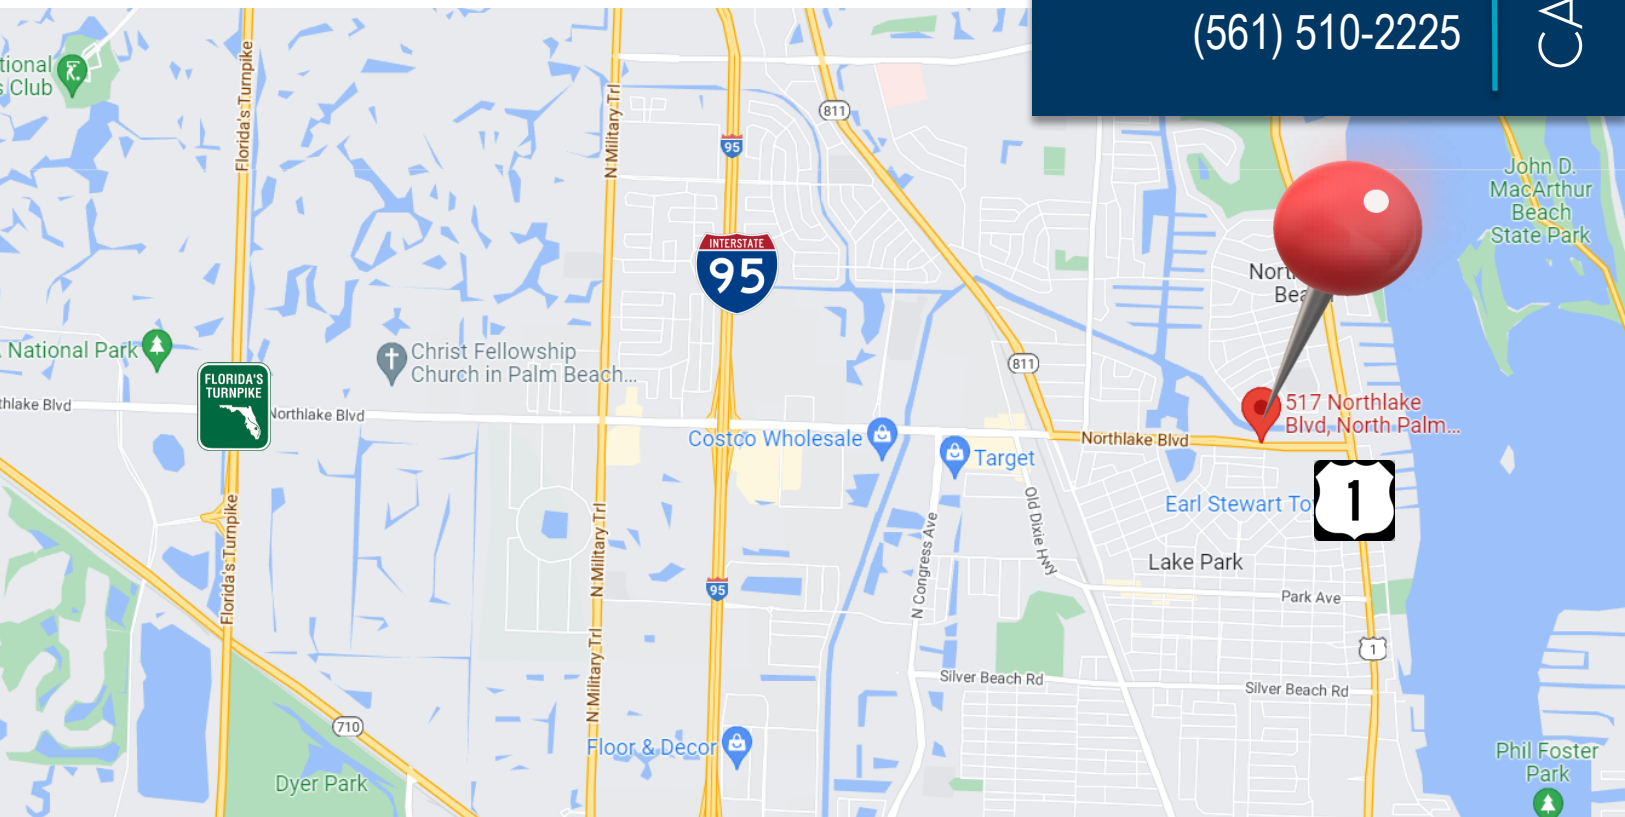 (561) 510-2225
CA
tional
s Club
Florida's Turnpike
N Military Trl
95
811
John D.
MacArthur
Beach
State Park
INTERSTATE
95
Nort
Bea
National Park
Christ Fellowship
Church in Palm Beach...
811
FLORIDA'S
TURNPIKE
thlake Blvd
Northlake Blvd
517 Northlake
Blvd, North Palm...
Costco Wholesale
Northlake Blvd
Target
Earl Stewart To
1
Florida's Turnpike
N Military Trl
N Congress Ave
Old Dixie Hwy
Lake Park
95
Park Ave
1
N Military Trl
Silver Beach Rd
Silver Beach Rd
710
Floor & Decor
Dyer Park
Phil Foster
Park